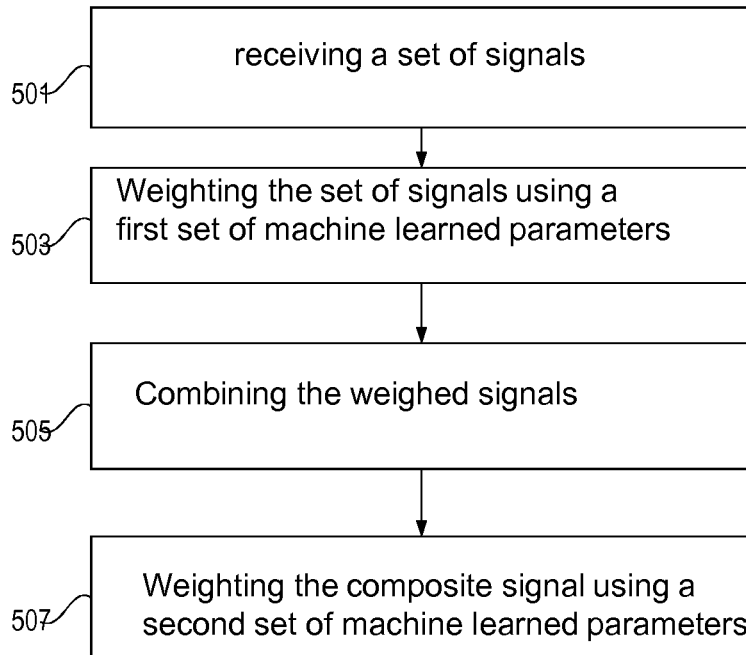 receiving a set of signals
501
Weighting the set of signals using a
first set of machine learned parameters
503
Combining the weighed signals
505
Weighting the composite signal using a
second set of machine learned parameters
507